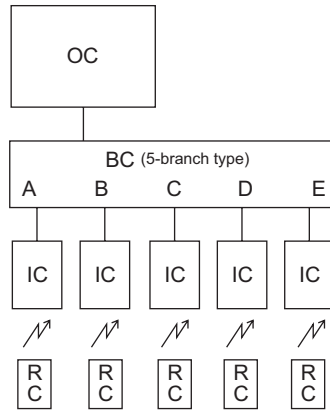 OC
BC (5-branch type)
A B C D E
IC IC IC IC IC
R R R R R
C C C C C